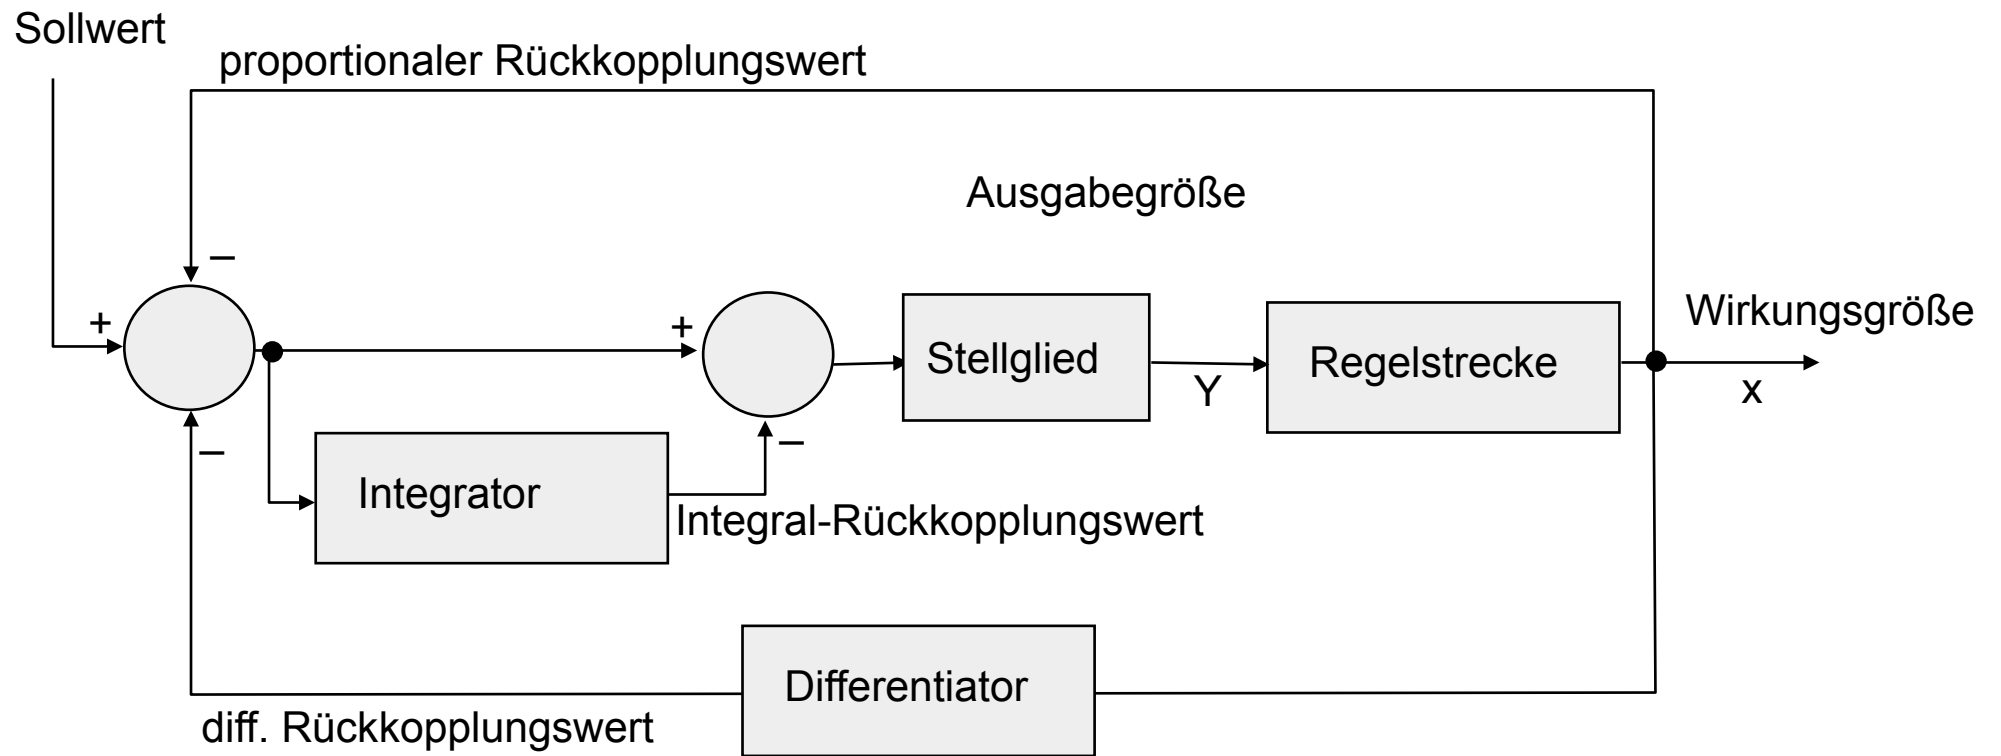 Sollwert
proportionaler Rückkopplungswert
Ausgabegröße
–
+
+
Stellglied
Y
Regelstrecke
Wirkungsgröße
x
–
–
Integrator
Integral-Rückkopplungswert
Differentiator
diff. Rückkopplungswert